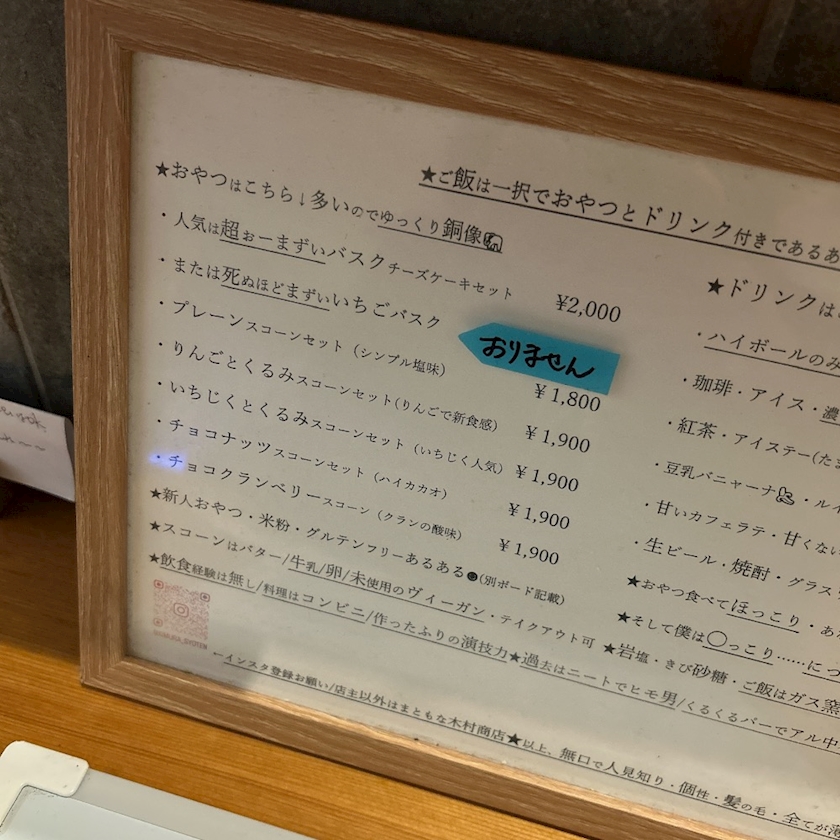 ★ご飯は一択でおやつとドリンク付きであるあ
★おやつはこちら↓多いのでゆっくり銅像
・人気は超おーまずいバスクチーズケーキセット ¥2,000
または死ぬほどまずいいちごバスク
おりません
・プレーンスコーンセット（シンプル塩味） ¥1,800
・りんごとくるみスコーンセット(りんごで新食感) ¥1,900
・いちじくとくるみスコーンセット（いちじく人気） ¥1,900
・チョコナッツスコーンセット（ハイカカオ） ¥1,900
・チョコクランベリースコーン（クランの酸味） ¥1,900
★新人おやつ・米粉・グルテンフリーあるある(別ボード記載)
★スコーンはバター/牛乳/卵/未使用のヴィーガン・テイクアウト可
★飲食経験は無し/料理はコンビニ/作ったふりの演技力★過去はニートでヒモ男/くるくるバーでアル中
←インスタ登録お願い/店主以外はまともな木村商店★以上、無口で人見知り・個性・髪の毛・全てが薄
★ドリンクは
・ハイボールのみ
・珈琲・アイス・濃
・紅茶・アイスティー(た
・豆乳バニャーナ・ルイ
・甘いカフェラテ・甘くない
・生ビール・焼酎・グラス
★おやつ食べてほっこり・あ
★そして僕は〇っこり……につ
★岩塩・きび砂糖・ご飯はガス窯